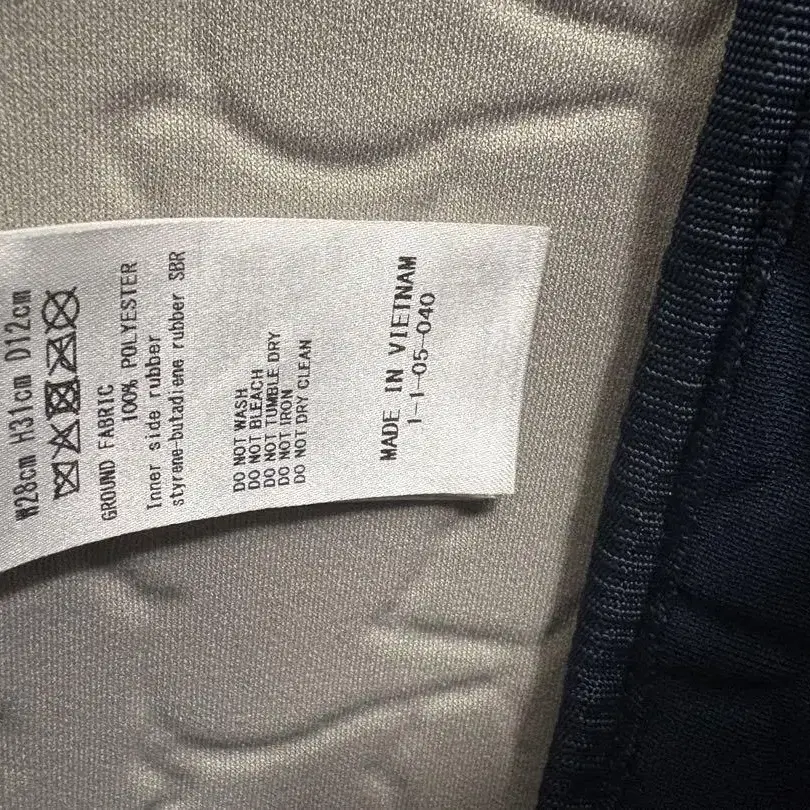 W28cm H31cm D12cm
GROUND FABRIC
100% POLYESTER
Inner side rubber
styrene-butadiene rubber SBR
DO NOT WASH
DO NOT BLEACH
DO NOT TUMBLE DRY
DO NOT IRON
DO NOT DRY CLEAN
MADE IN VIETNAM
1-1-05-040